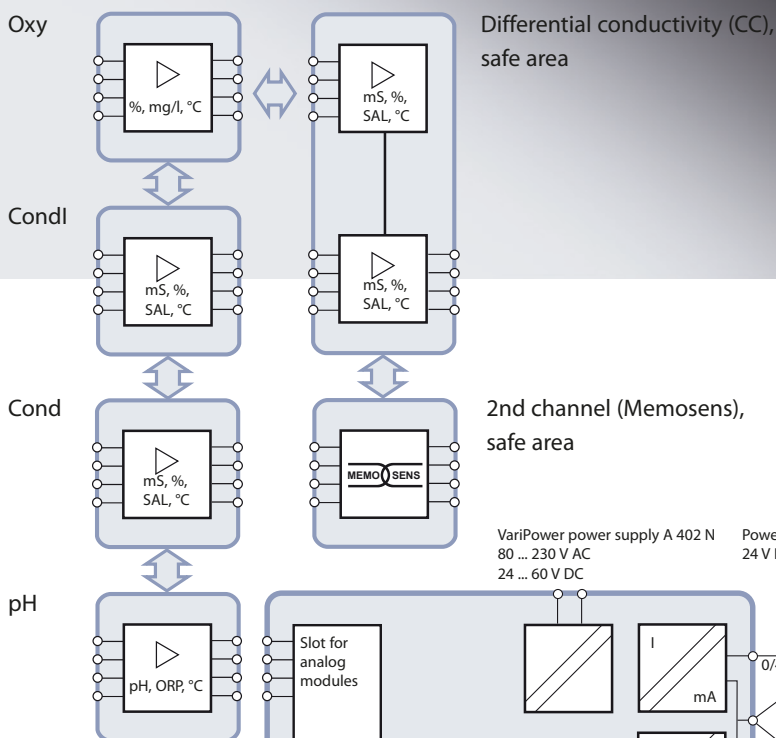 Oxy
%, mg/l, °C
mS, %,
SAL, °C
Differential conductivity (CC),
safe area
CondI
mS, %,
SAL, °C
mS, %,
SAL, °C
Cond
mS, %,
SAL, °C
MEMO SENS
2nd channel (Memosens),
safe area
VariPower power supply A 402 N
80 ... 230 V AC
24 ... 60 V DC
24 V
pH
pH, ORP, °C
Slot for
analog
modules
I
mA